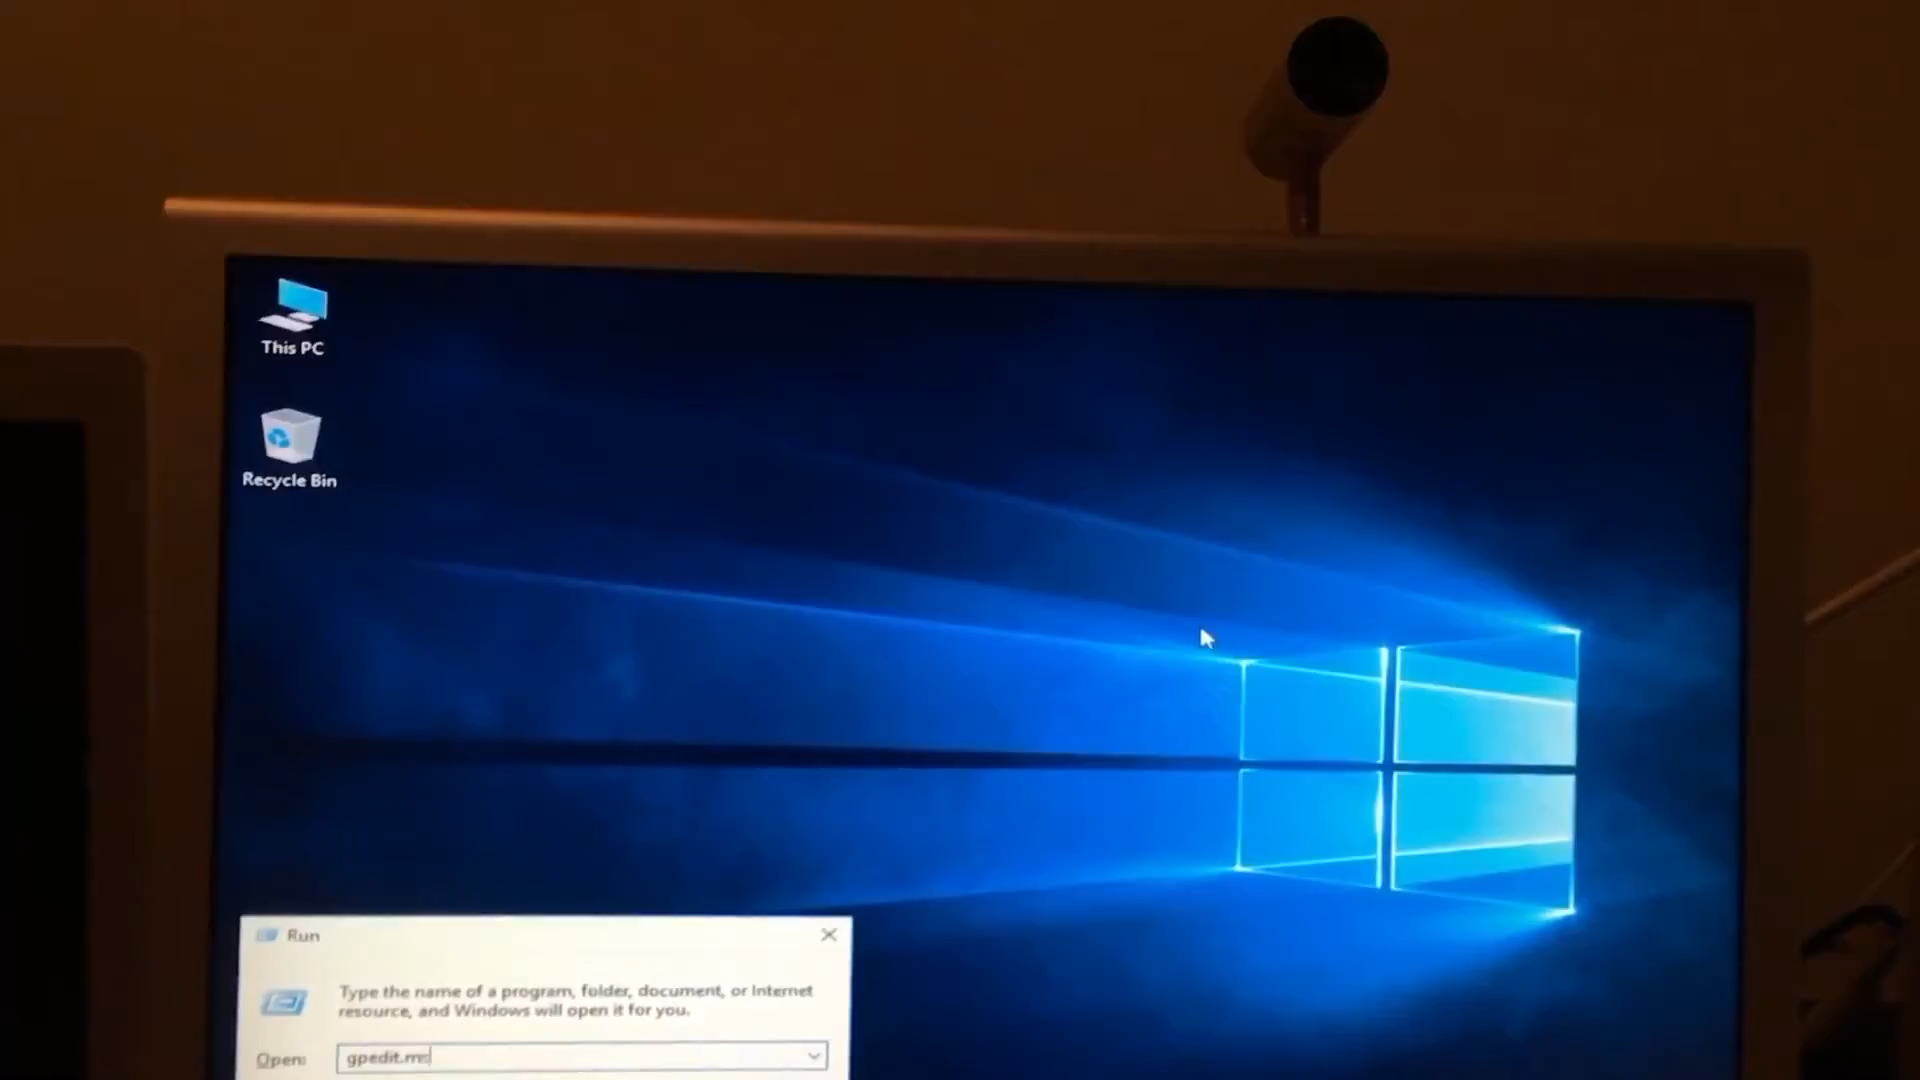 This PC
Recycle Bin
Run
Type the name of a program, folder, document, or Internet
resource, and Windows will open it for you.
Open:
gpedit.ms